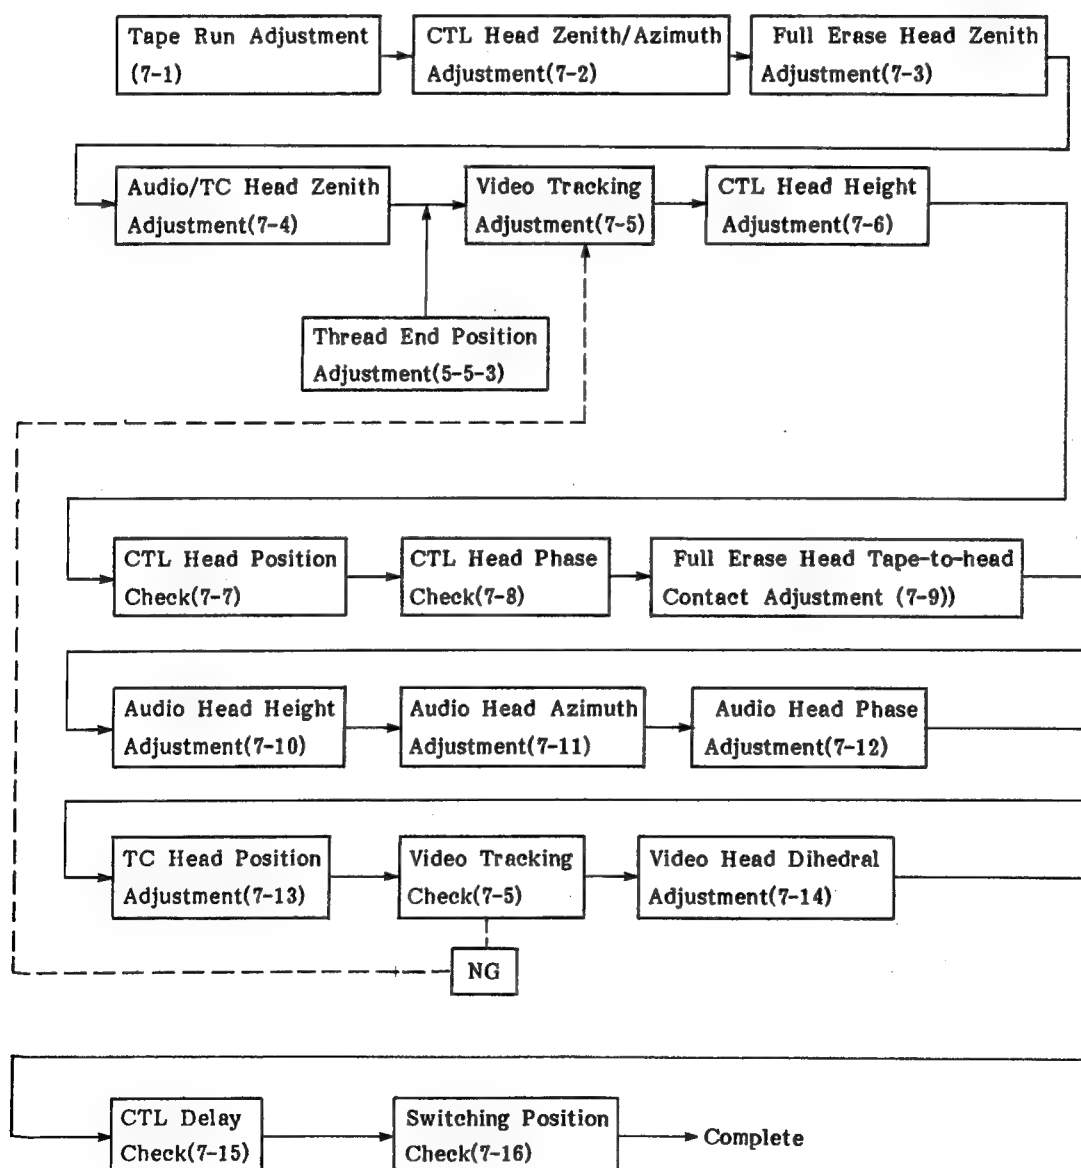 Tape Run Adjustment
(7-1)
CTL Head Zenith/Azimuth
Adjustment(7-2)
Full Erase Head Zenith
Adjustment(7-3)
Audio/TC Head Zenith
Adjustment(7-4)
Video Tracking
Adjustment(7-5)
CTL Head Height
Adjustment(7-6)
Thread End Position
Adjustment(5-5-3)
CTL Head Position
Check(7-7)
CTL Head Phase
Check(7-8)
Full Erase Head Tape-to-head
Contact Adjustment (7-9))
Audio Head Height
Adjustment(7-10)
Audio Head Azimuth
Adjustment(7-11)
Audio Head Phase
Adjustment(7-12)
TC Head Position
Adjustment(7-13)
Video Tracking
Check(7-5)
Video Head Dihedral
Adjustment(7-14)
NG
CTL Delay
Check(7-15)
Switching Position
Check(7-16)
Complete